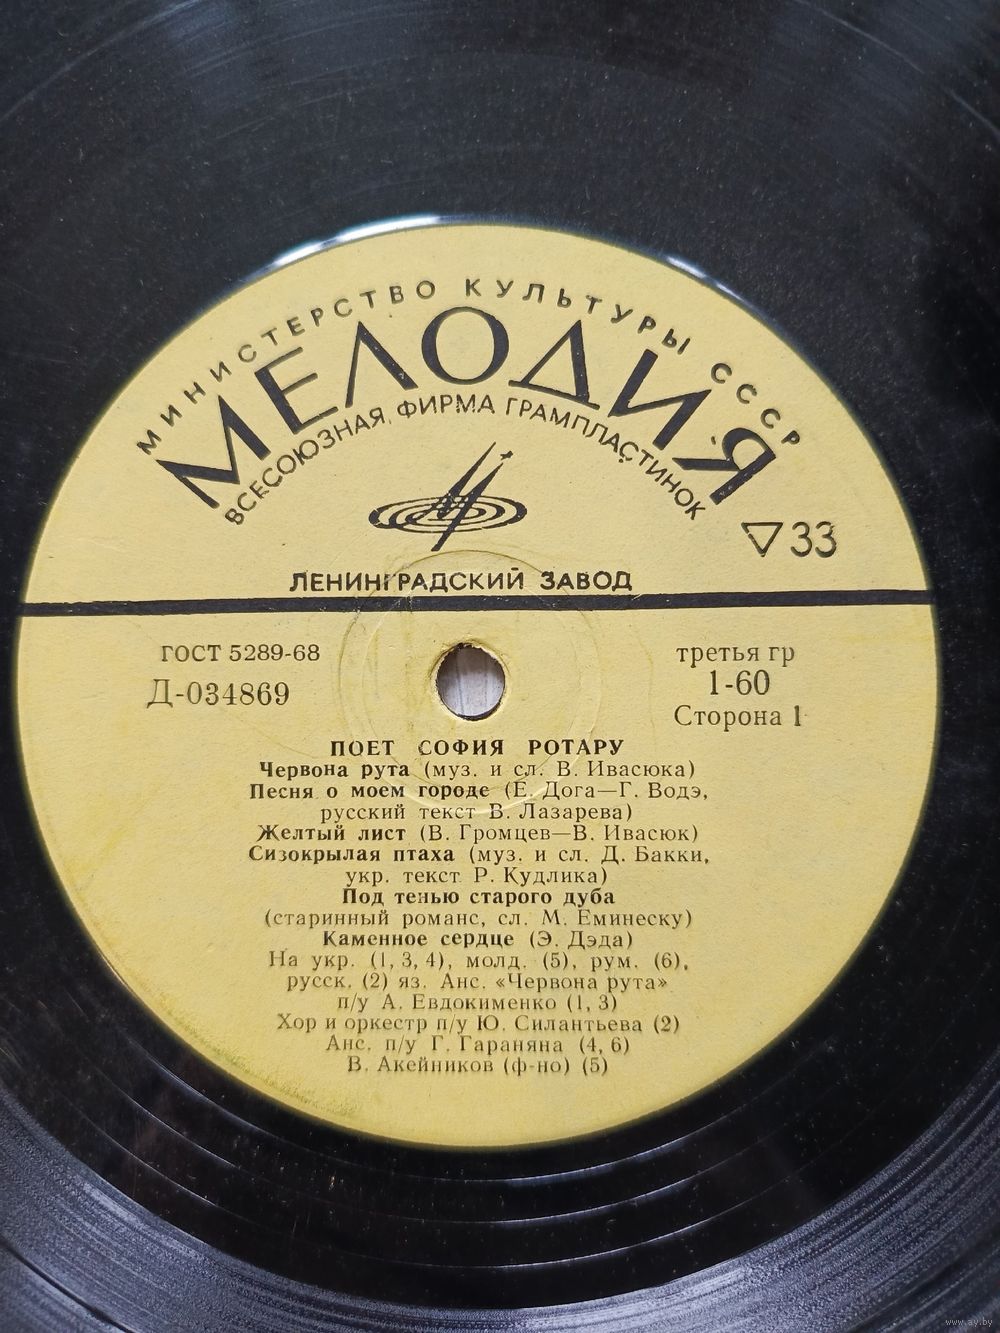 МИНИСТЕРСТВО КУЛЬТУРЫ СССР
МЕЛОДИЯ
ВСЕСОЮЗНАЯ ФИРМА ГРАМПЛАСТИНОК
33
ЛЕНИНГРАДСКИЙ ЗАВОД
ГОСТ 5289-68
Д-034869
третья гр
1-60
Сторона 1
ПОЕТ СОФИЯ РОТАРУ
Червона рута (муз. и сл. В. Ивасюка)
Песня о моем городе (Е. Дога—Г. Водэ,
русский текст В. Лазарева)
Желтый лист (В. Громцев—В. Ивасюк)
Сизокрылая птаха (муз. и сл. Д. Бакки,
укр. текст Р. Кудлика)
Под тенью старого дуба
(старинный романс, сл. М. Еминеску)
Каменное сердце (Э. Дэда)
На укр. (1, 3, 4), молд. (5), рум. (6),
русск. (2) яз. Анс. «Червона рута»
п/у А. Евдокименко (1, 3)
Хор и оркестр п/у Ю. Силантьева (2)
Анс. п/у Г. Гараняна (4, 6)
В. Акейников (ф-но) (5)
www.ay.by